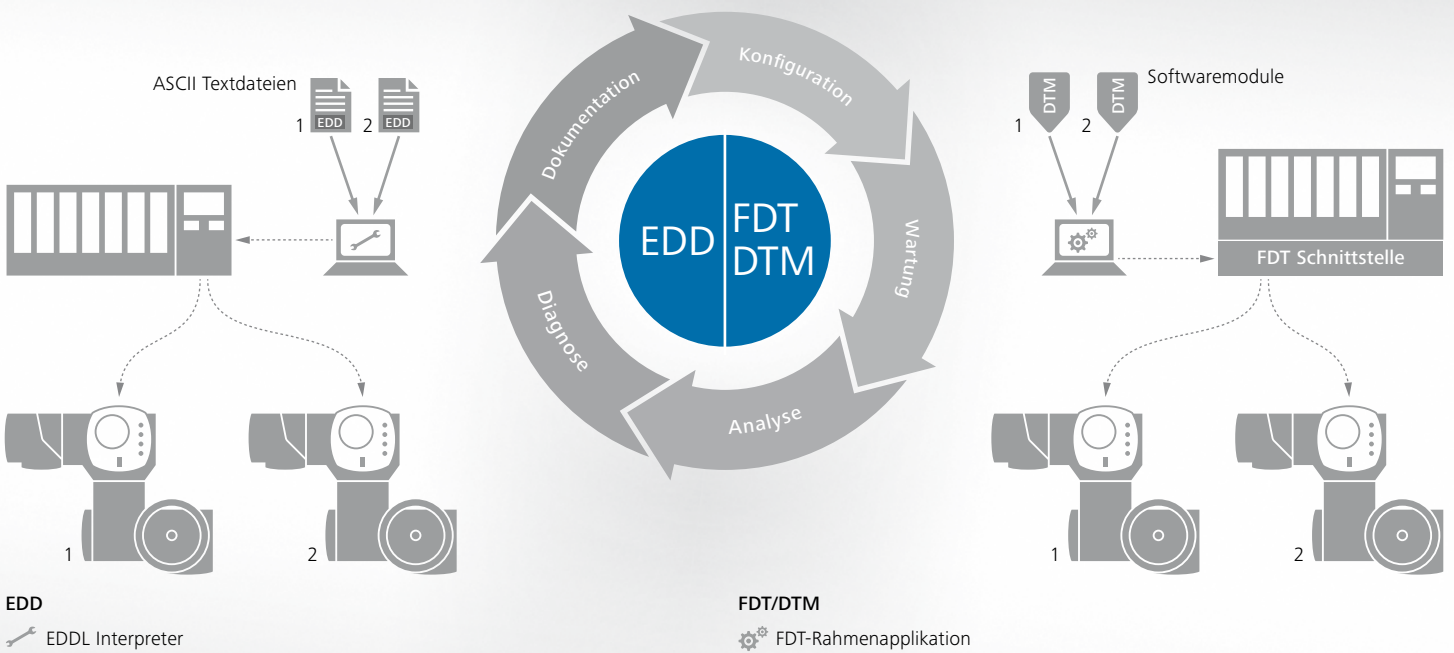 ASCII Textdateien
1 EDD 2 EDD
Dokumentation
Konfiguration
Wartung
Analyse
Diagnose
EDD
FDT
DTM
DTM
DTM
Softwaremodule
1 2
FDT Schnittstelle
1
2
1
2
EDD
EDDL Interpreter
FDT/DTM
FDT-Rahmenapplikation